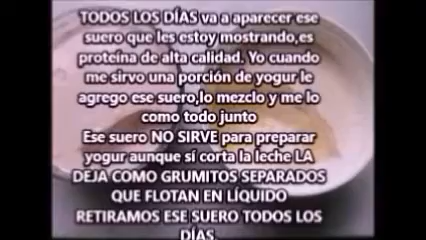 TODOS LOS DÍAS va a aparecer ese
suero que les estoy mostrando,es
proteína de alta calidad. Yo cuando
me sirvo una porción de yogur le
agrego ese suero,lo mezclo y me lo
como todo junto
Ese suero NO SIRVE para preparar
yogur aunque sí corta la leche LA
DEJA COMO GRUMITOS SEPARADOS
QUE FLOTAN EN LÍQUIDO
RETIRAMOS ESE SUERO TODOS LOS
DÍAS